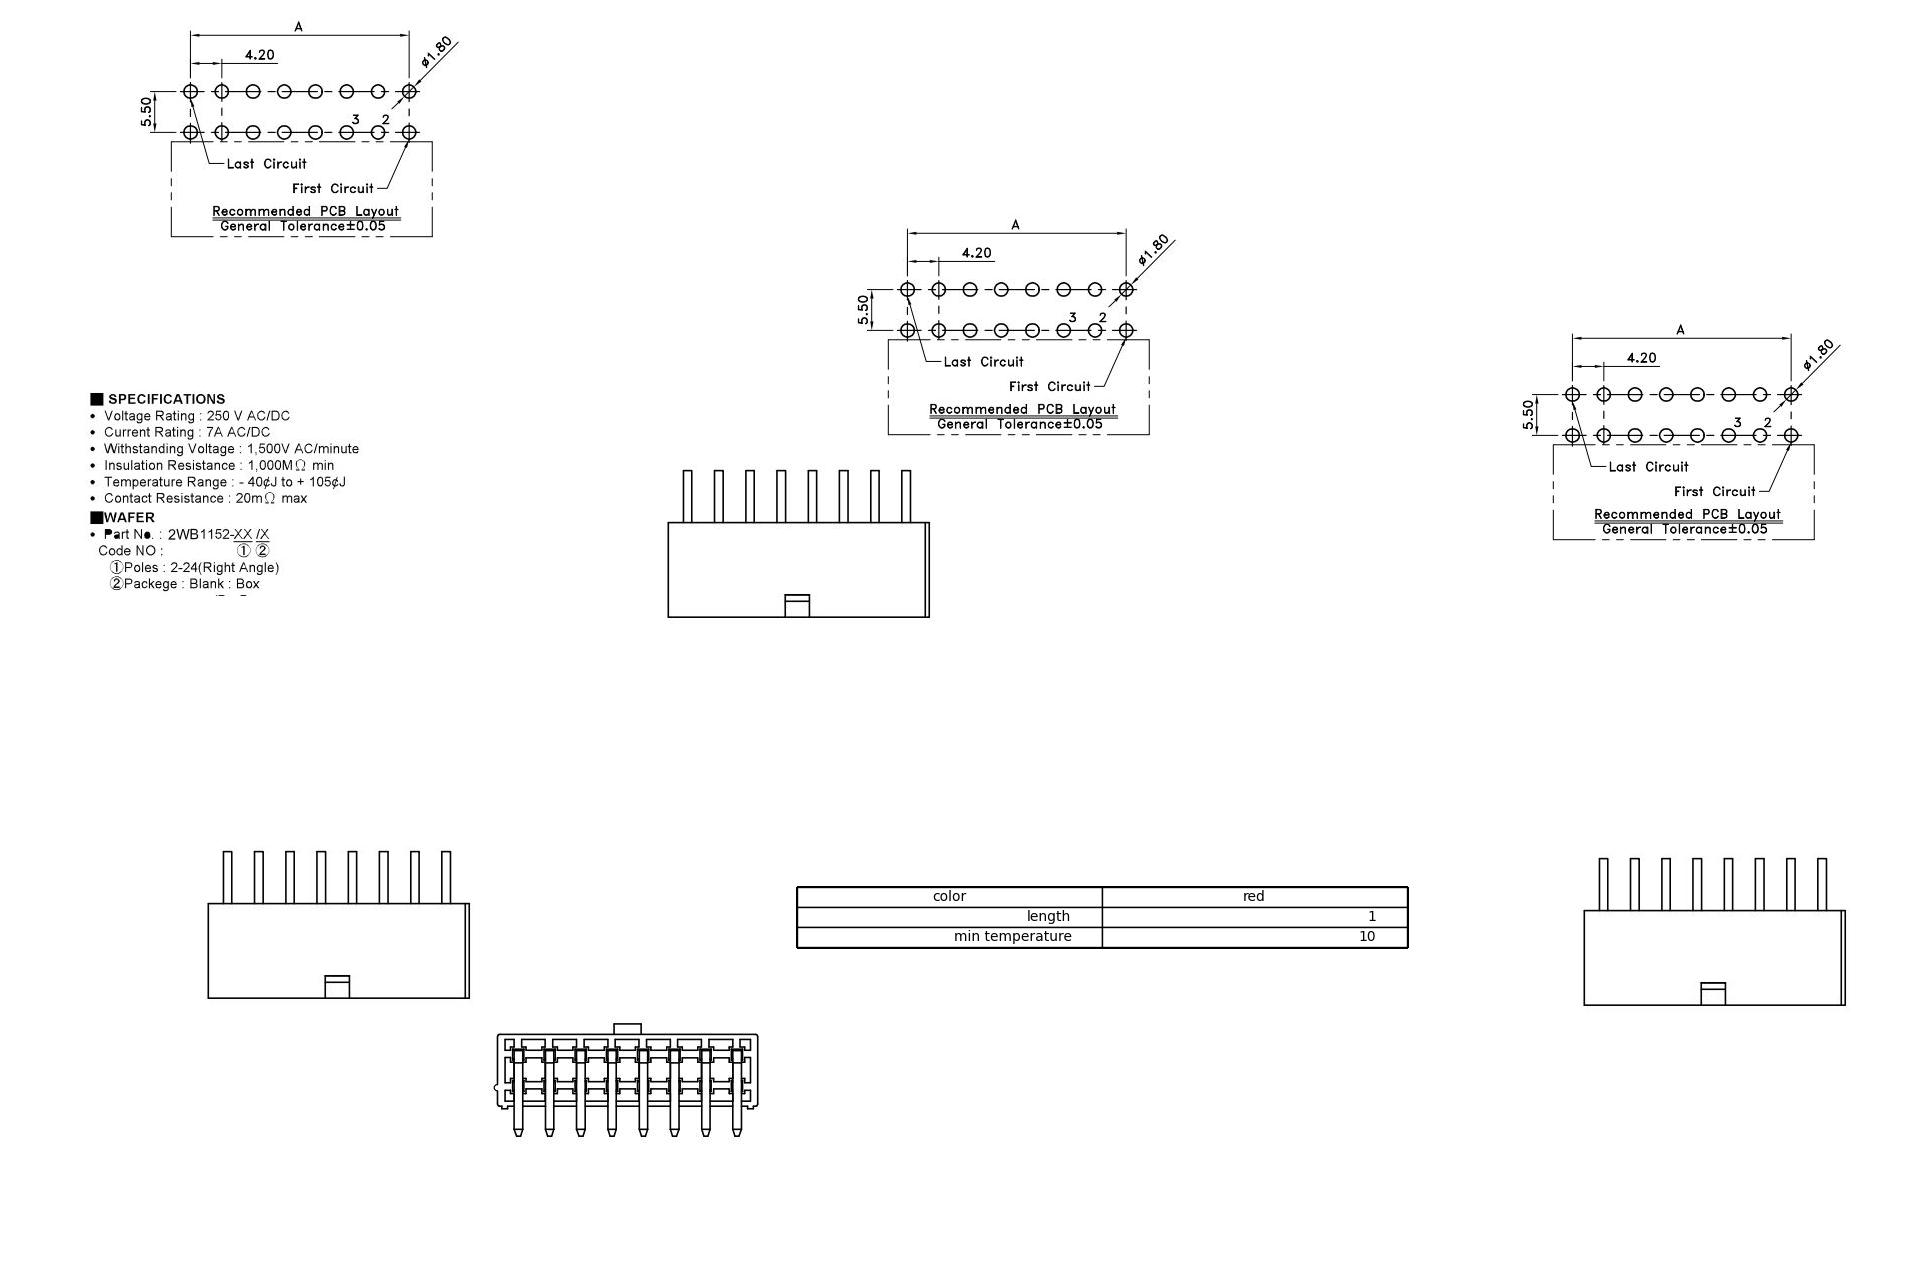 A
4.20
ø1.80
5.50
3 2
Last Circuit
First Circuit
Recommended PCB Layout
General Tolerance±0.05
A
4.20
ø1.80
5.50
3 2
Last Circuit
First Circuit
Recommended PCB Layout
General Tolerance±0.05
A
4.20
ø1.80
5.50
3 2
Last Circuit
First Circuit
Recommended PCB Layout
General Tolerance±0.05
■ SPECIFICATIONS
• Voltage Rating : 250 V AC/DC
• Current Rating : 7A AC/DC
• Withstanding Voltage : 1,500V AC/minute
• Insulation Resistance : 1,000MΩ min
• Temperature Range : - 40¢J to + 105¢J
• Contact Resistance : 20mΩ max
■WAFER
• Part No. : 2WB1152-XX /X
Code NO : ① ②
①Poles : 2-24(Right Angle)
②Packege : Blank : Box
color red
length 1
min temperature 10